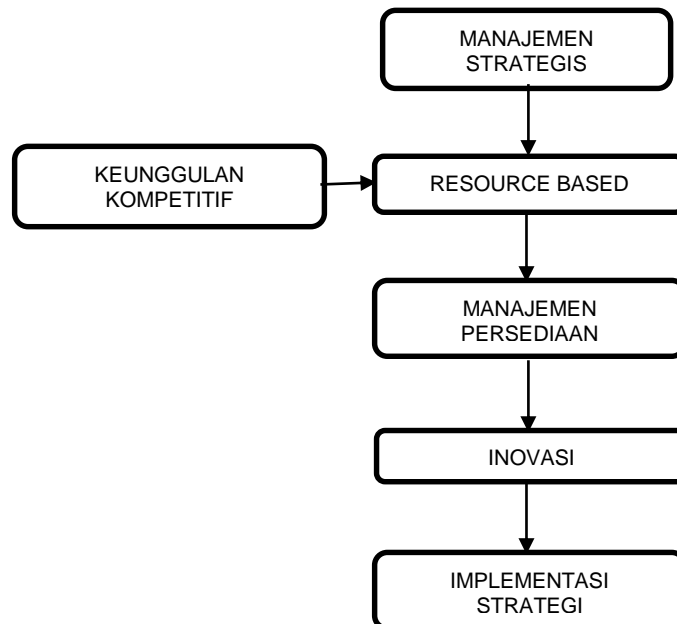 MANAJEMEN
STRATEGIS
KEUNGGULAN
KOMPETITIF
RESOURCE BASED
MANAJEMEN
PERSEDIAAN
INOVASI
IMPLEMENTASI
STRATEGI